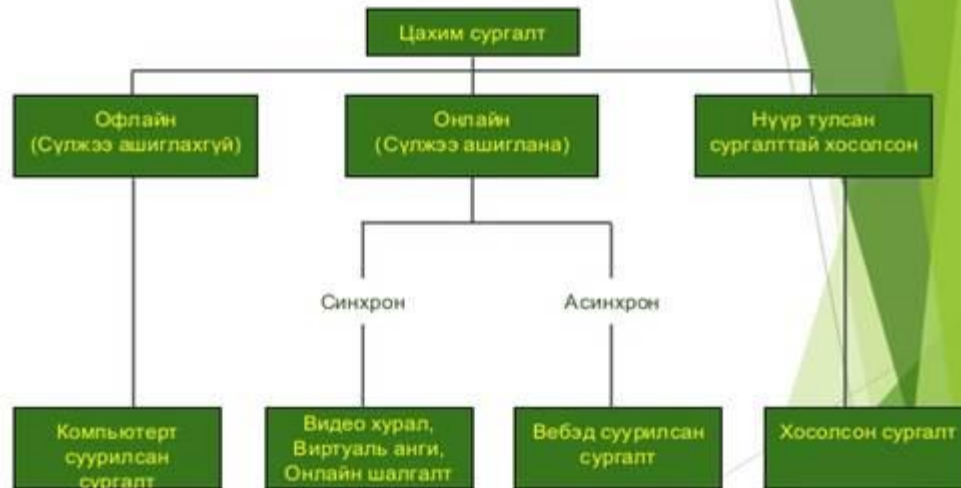 Цахим сургалт
Офлайн
(Сүлжээ ашиглахгүй)
Онлайн
(Сүлжээ ашиглана)
Нүүр тулсан
сургалттай хосолсон
Синхрон
Асинхрон
Компьютерт
суурилсан
сургалт
Видео хурал,
Виртуаль анги,
Онлайн шалгалт
Вебэд суурилсан
сургалт
Хосолсон сургалт